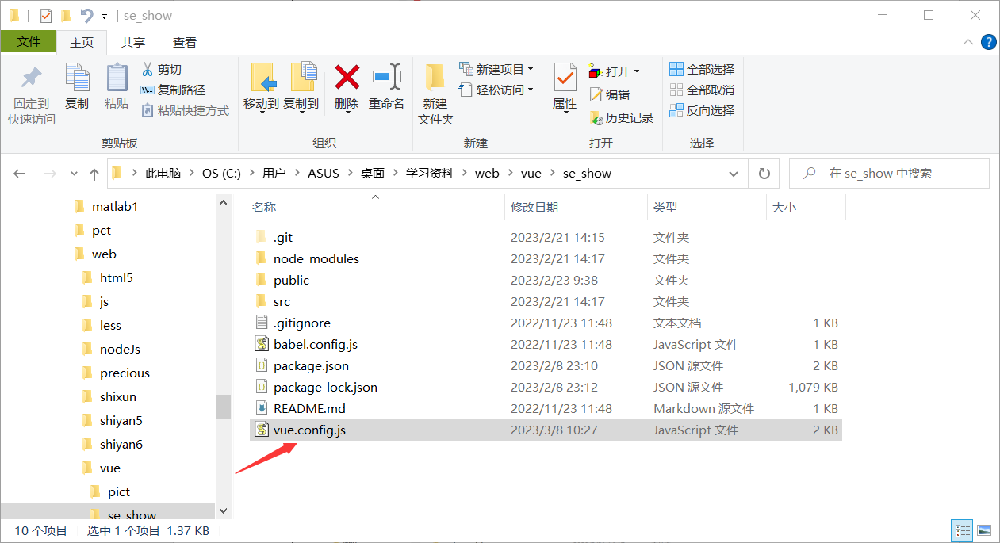 se_show
文件 主页 共享 查看
固定到快速访问 复制 粘贴 剪切 复制路径 粘贴快捷方式
剪贴板
移动到 复制到 删除 重命名
组织
新建文件夹 新建项目 轻松访问
新建
属性 打开 编辑 历史记录
打开
全部选择 全部取消 反向选择
选择
此电脑 > OS (C:) > 用户 > ASUS > 桌面 > 学习资料 > web > vue > se_show
在 se_show 中搜索
matlab1
pct
web
html5
js
less
nodeJs
precious
shixun
shiyan5
shiyan6
vue
pict
se_show
名称 修改日期 类型 大小
.git 2023/2/21 14:15 文件夹
node_modules 2023/2/21 14:17 文件夹
public 2023/2/23 9:38 文件夹
src 2023/2/21 14:17 文件夹
.gitignore 2022/11/23 11:48 文本文档 1 KB
babel.config.js 2022/11/23 11:48 JavaScript 文件 1 KB
package.json 2023/2/8 23:10 JSON 源文件 2 KB
package-lock.json 2023/2/8 23:12 JSON 源文件 1,079 KB
README.md 2022/11/23 11:48 Markdown 源文件 1 KB
vue.config.js 2023/3/8 10:27 JavaScript 文件 2 KB
10 个项目 选中 1 个项目 1.37 KB